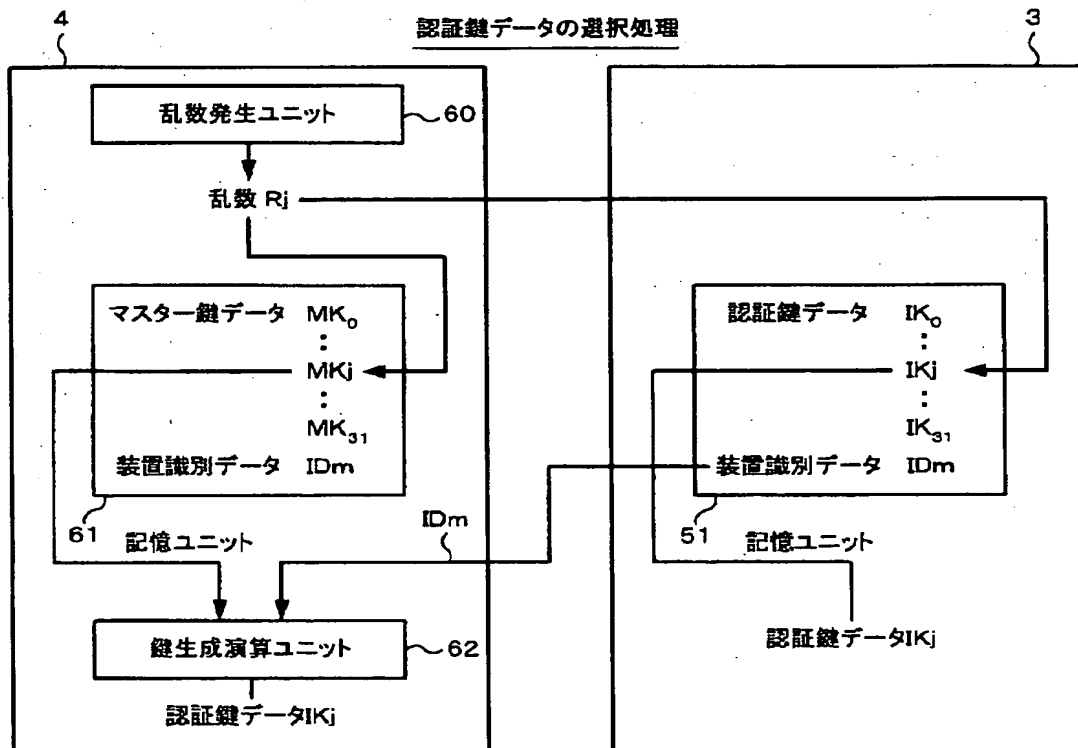 認証鍵データの選択処理
4
3
乱数発生ユニット
60
乱数 Rj
マスター鍵データ MK0
⋮
MKj
⋮
MK31
装置識別データ IDm
61
記憶ユニット
IDm
鍵生成演算ユニット
62
認証鍵データIKj
認証鍵データ IK0
⋮
IKj
⋮
IK31
装置識別データ IDm
51
記憶ユニット
認証鍵データIKj